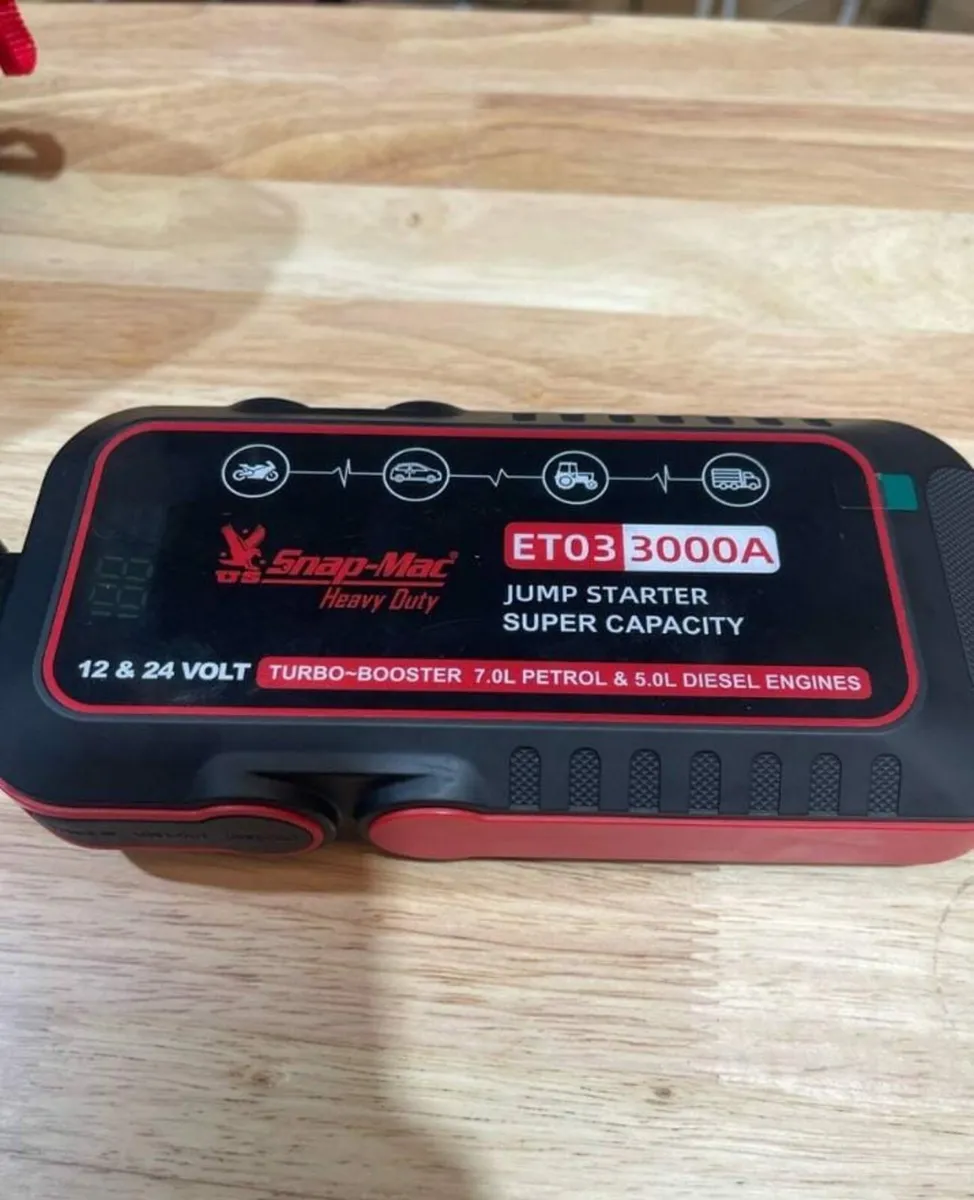 US Snap-Mac®
Heavy Duty
ET03 3000A
JUMP STARTER
SUPER CAPACITY
12 & 24 VOLT TURBO~BOOSTER 7.0L PETROL & 5.0L DIESEL ENGINES